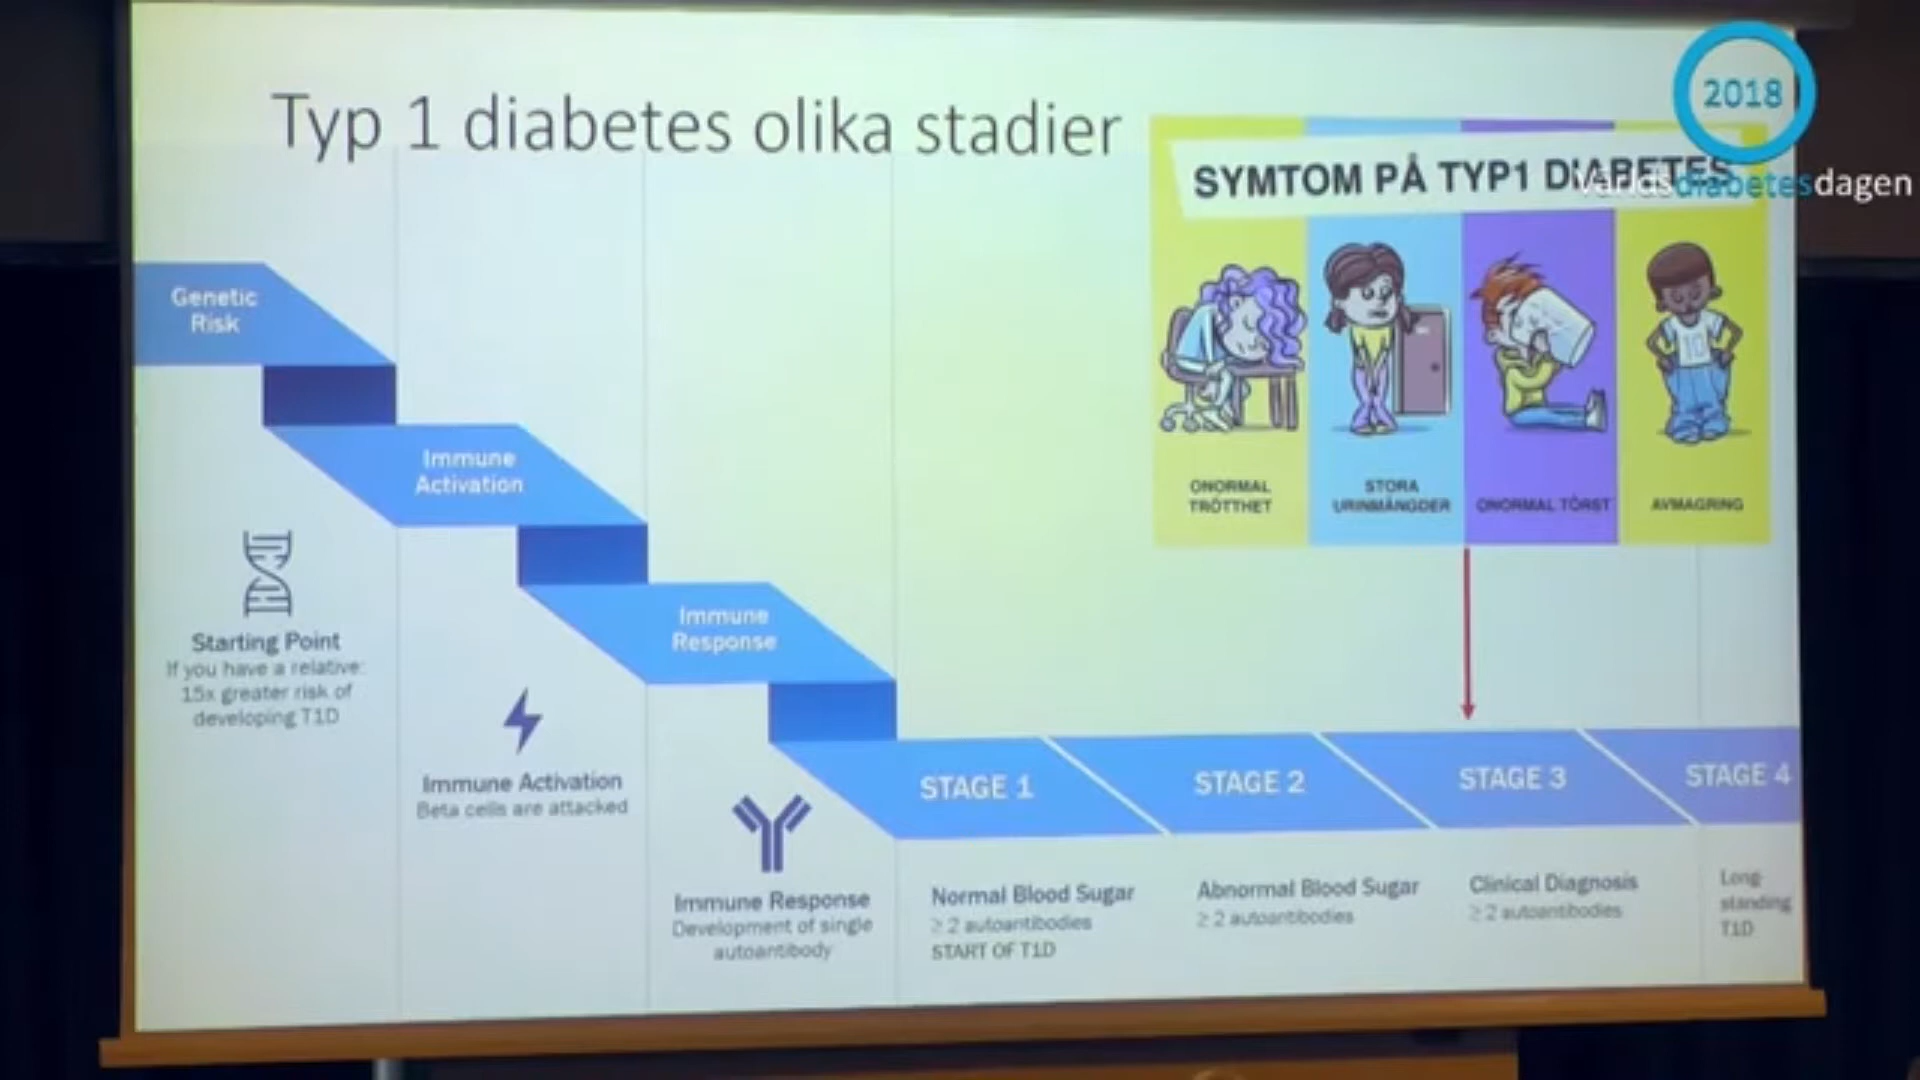 Typ 1 diabetes olika stadier
2018
Världsdiabetesdagen
SYMTOM PÅ TYP1 DIABETES
ONORMAL
TRÖTTHET
STORA
URINMÄNGDER
ONORMAL TÖRST
AVMAGRING
Genetic
Risk
Immune
Activation
Immune
Response
Starting Point
If you have a relative:
15x greater risk of
developing T1D
Immune Activation
Beta cells are attacked
Immune Response
Development of single
autoantibody
STAGE 1
STAGE 2
STAGE 3
STAGE 4
Normal Blood Sugar
≥ 2 autoantibodies
START OF T1D
Abnormal Blood Sugar
≥ 2 autoantibodies
Clinical Diagnosis
≥ 2 autoantibodies
Long
standing
T1D
10